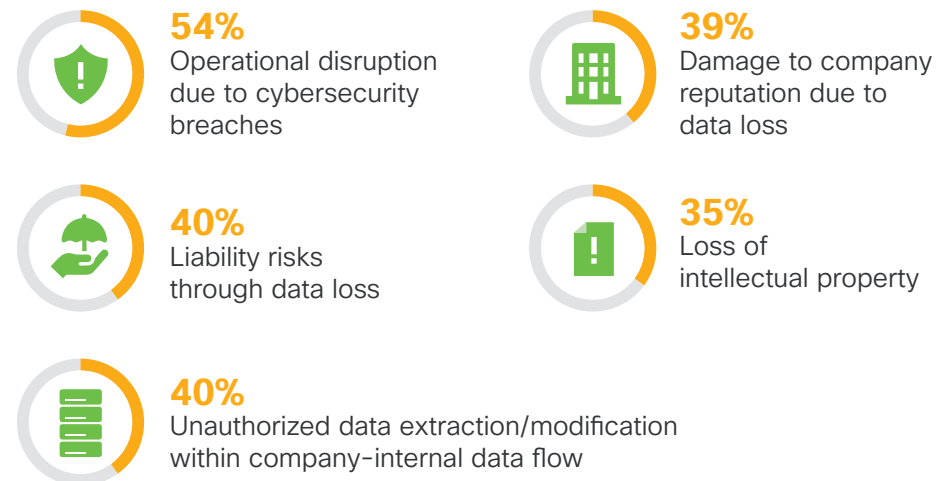 54%
Operational disruption
due to cybersecurity
breaches
40%
Liability risks
through data loss
40%
Unauthorized data extraction/modification
within company-internal data flow
39%
Damage to company
reputation due to
data loss
35%
Loss of
intellectual property